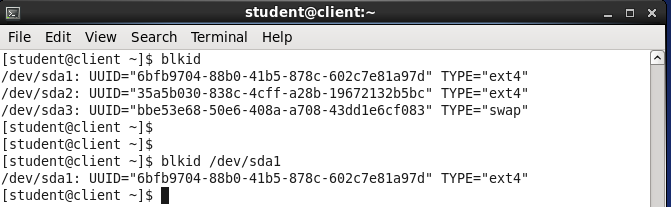 student@client:~
File Edit View Search Terminal Help
[student@client ~]$ blkid
/dev/sda1: UUID="6bfb9704-88b0-41b5-878c-602c7e81a97d" TYPE="ext4"
/dev/sda2: UUID="35a5b030-838c-4cff-a28b-19672132b5bc" TYPE="ext4"
/dev/sda3: UUID="bbe53e68-50e6-408a-a708-43dd1e6cf083" TYPE="swap"
[student@client ~]$
[student@client ~]$
[student@client ~]$ blkid /dev/sda1
/dev/sda1: UUID="6bfb9704-88b0-41b5-878c-602c7e81a97d" TYPE="ext4"
[student@client ~]$